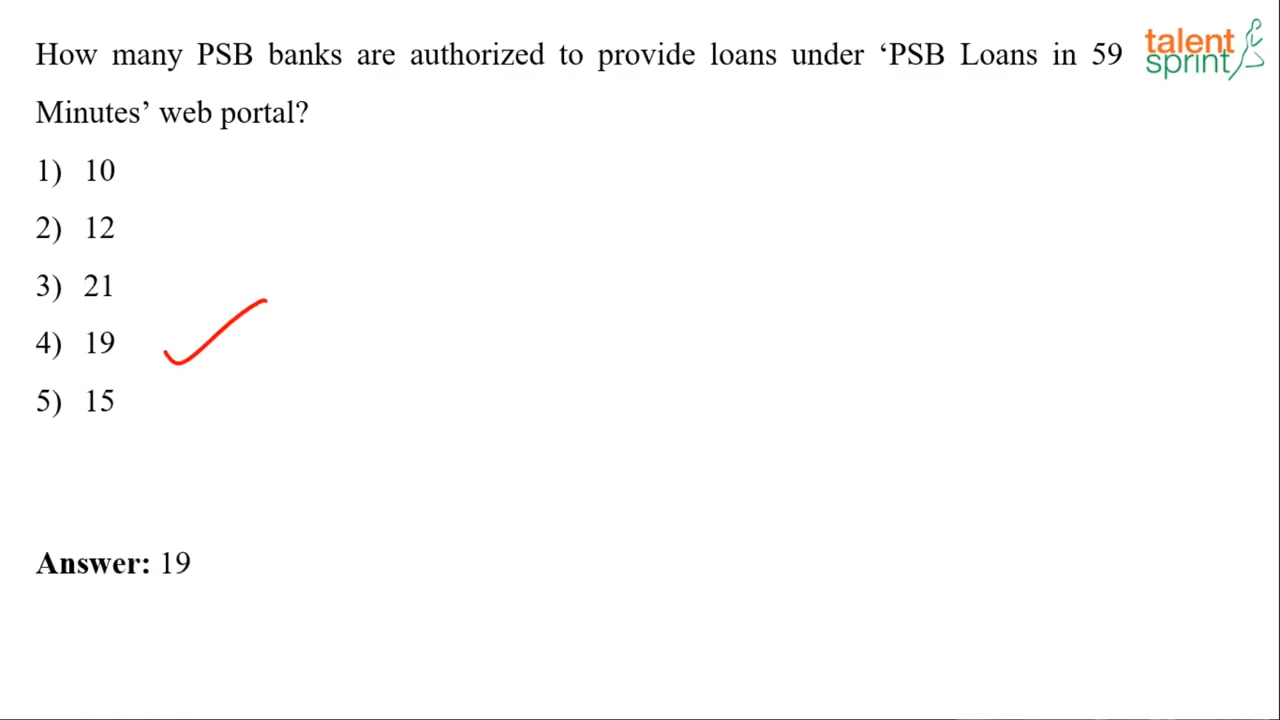 How many PSB banks are authorized to provide loans under ‘PSB Loans in 59
Minutes’ web portal?
1) 10
2) 12
3) 21
4) 19
5) 15
Answer: 19
talent
sprint